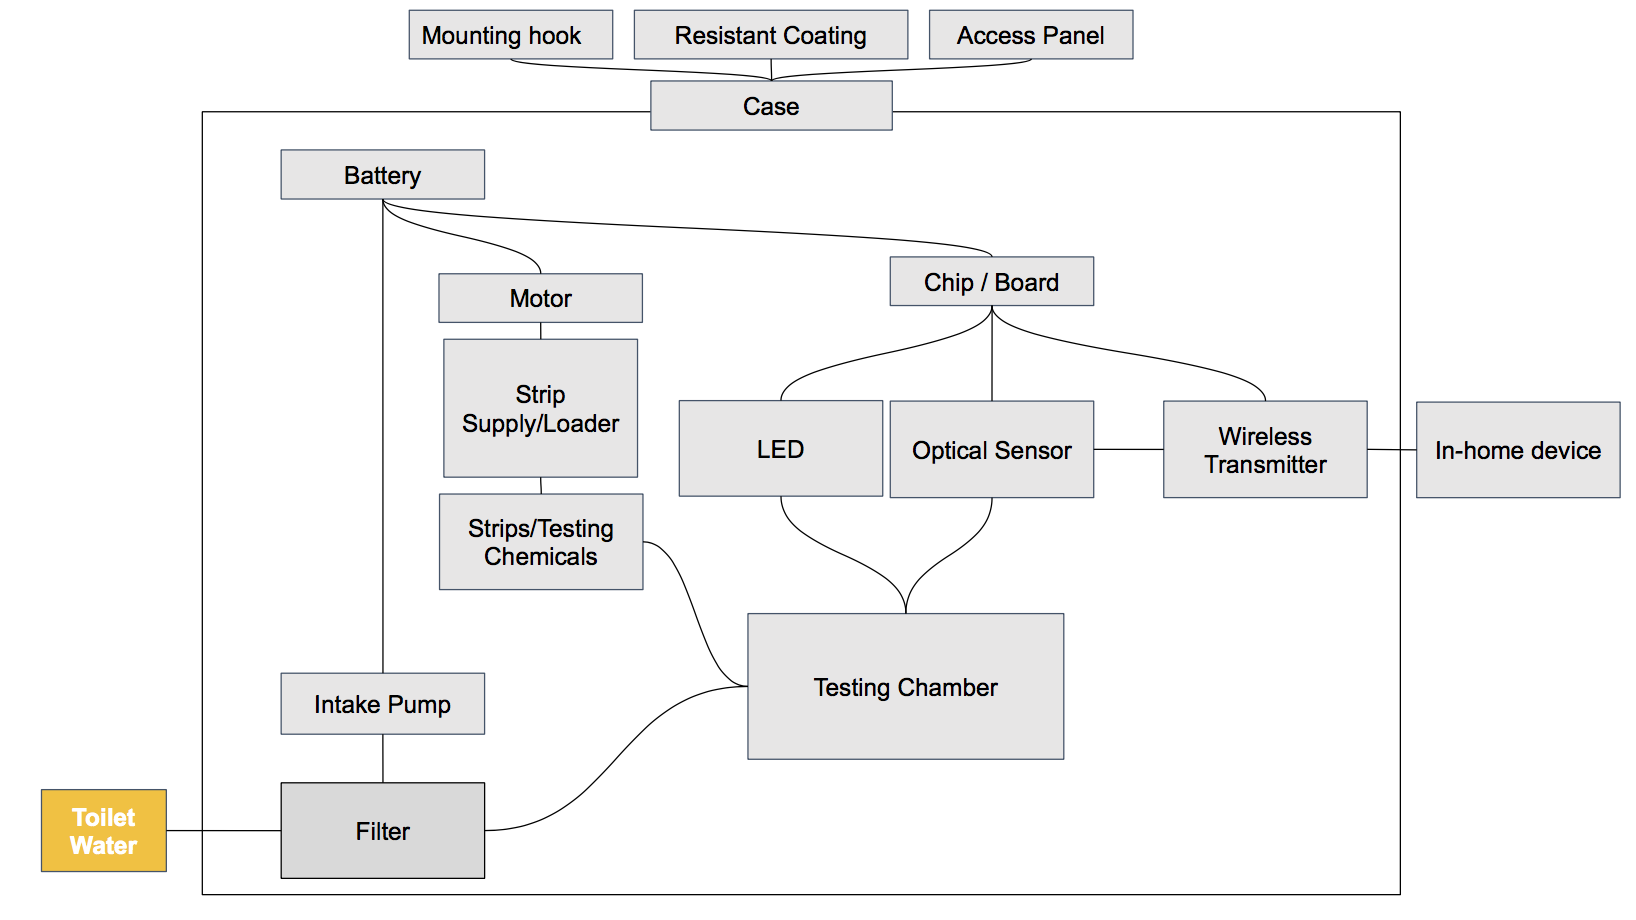 Mounting hook
Resistant Coating
Access Panel
Case
Battery
Chip / Board
Motor
Strip
Supply/Loader
LED
Optical Sensor
Wireless
Transmitter
In-home device
Strips/Testing
Chemicals
Testing Chamber
Intake Pump
Toilet
Water
Filter